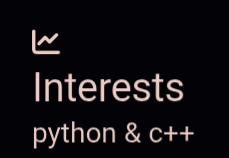 Interests
python & c++